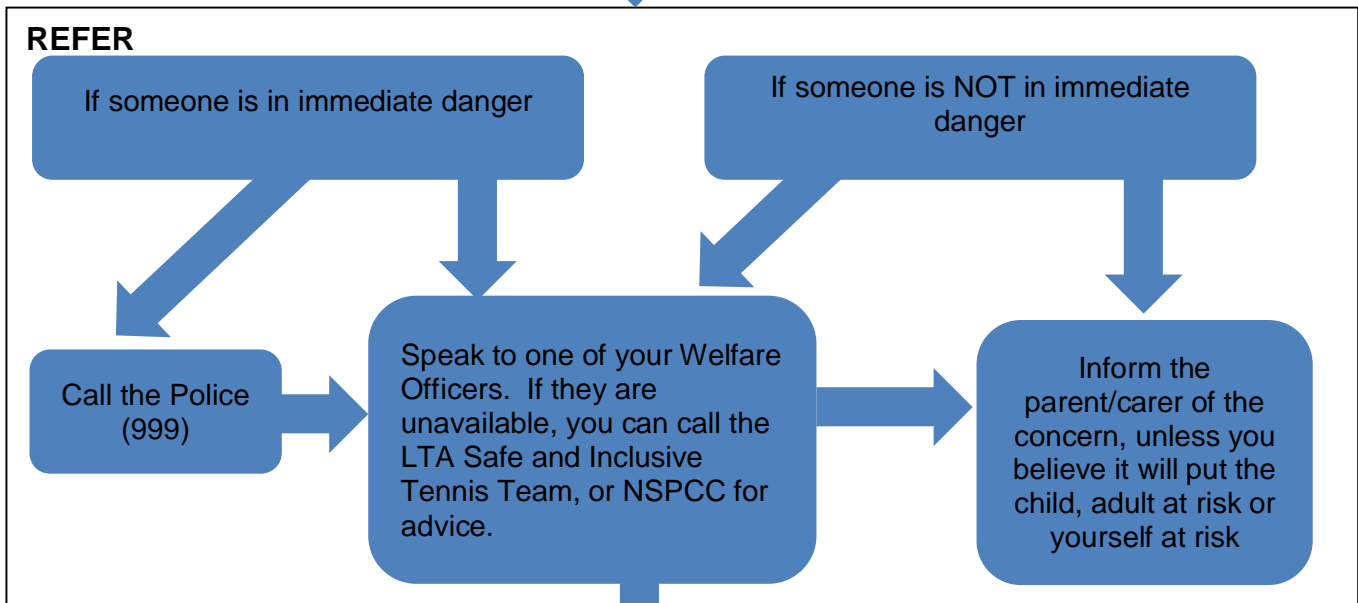 REFER
If someone is in immediate danger
If someone is NOT in immediate
danger
Call the Police
(999)
Speak to one of your Welfare
Officers.  If they are
unavailable, you can call the
LTA Safe and Inclusive
Tennis Team, or NSPCC for
advice.
Inform the
parent/carer of the
concern, unless you
believe it will put the
child, adult at risk or
yourself at risk